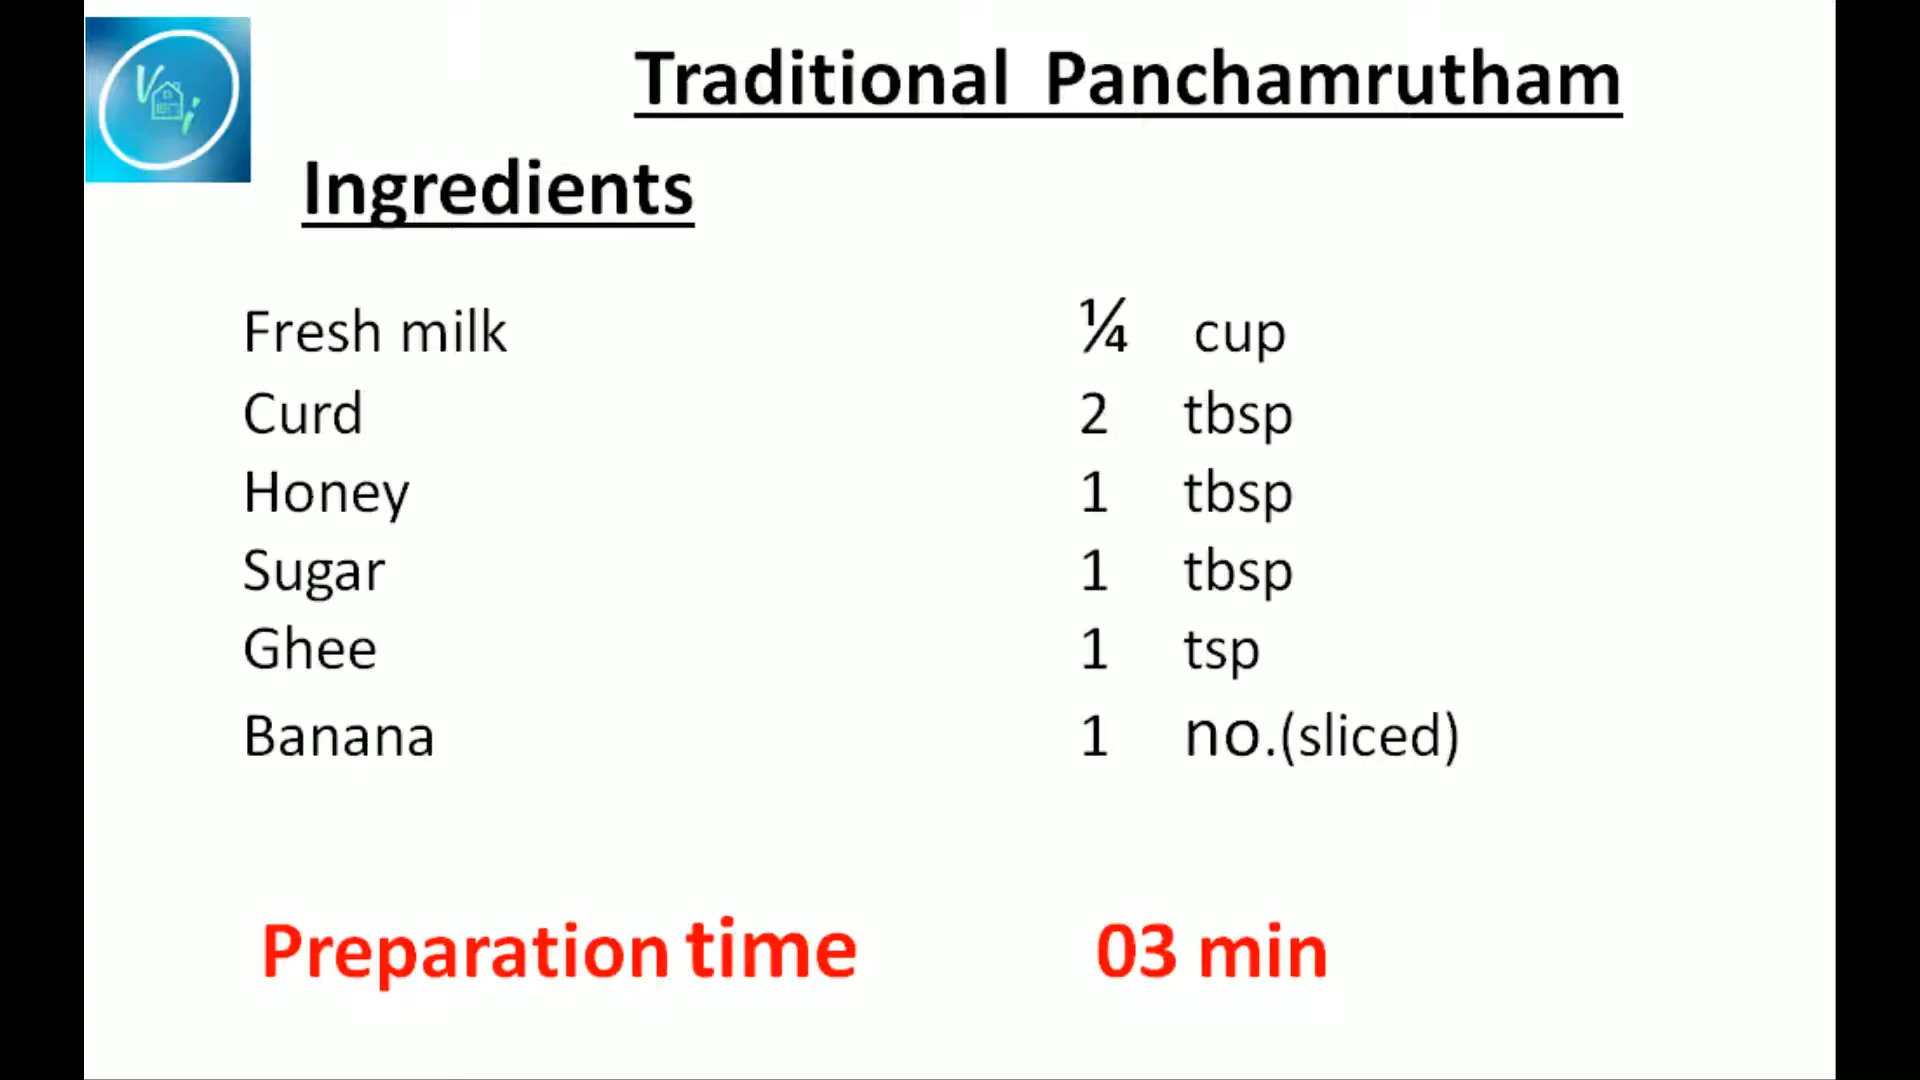 V i
Traditional Panchamrutham
Ingredients
Fresh milk ¼ cup
Curd 2 tbsp
Honey 1 tbsp
Sugar 1 tbsp
Ghee 1 tsp
Banana 1 no.(sliced)
Preparation time 03 min